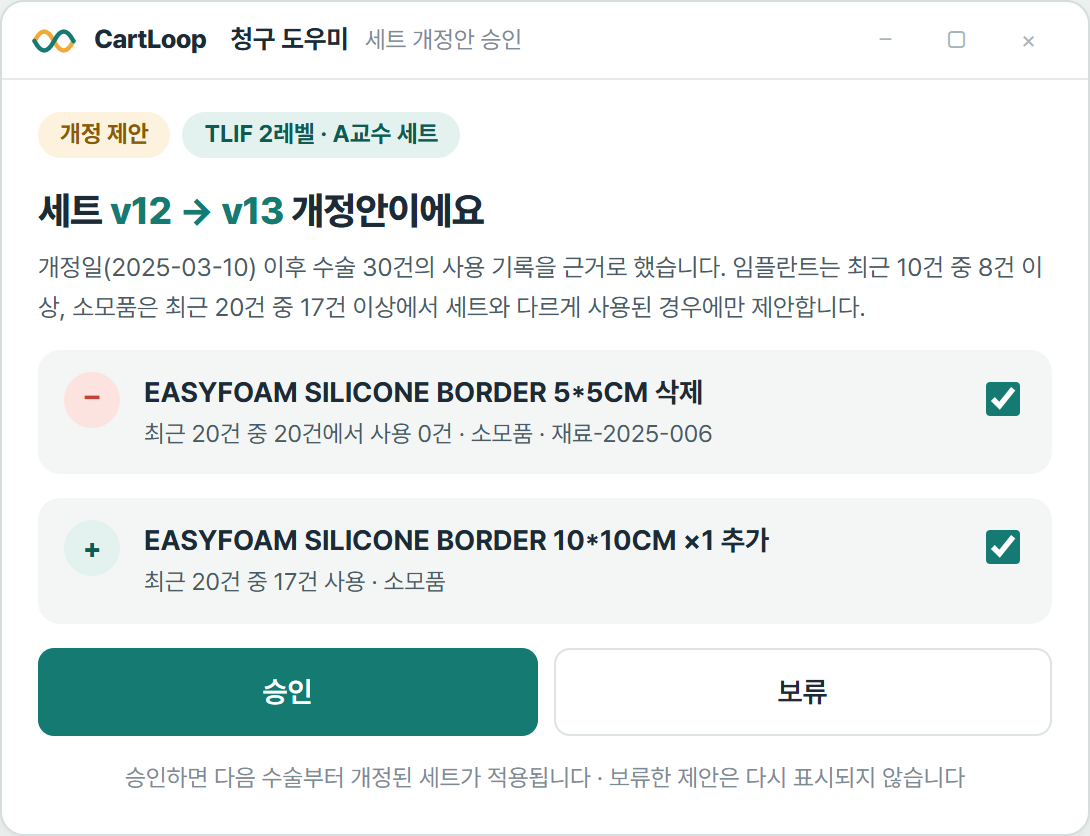 CartLoop 청구 도우미 세트 개정안 승인
개정 제안 TLIF 2레벨 · A교수 세트
세트 v12 → v13 개정안이에요
개정일(2025-03-10) 이후 수술 30건의 사용 기록을 근거로 했습니다. 임플란트는 최근 10건 중 8건 이
상, 소모품은 최근 20건 중 17건 이상에서 세트와 다르게 사용된 경우에만 제안합니다.
− EASYFOAM SILICONE BORDER 5*5CM 삭제
최근 20건 중 20건에서 사용 0건 · 소모품 · 재료-2025-006
+ EASYFOAM SILICONE BORDER 10*10CM ×1 추가
최근 20건 중 17건 사용 · 소모품
승인 보류
승인하면 다음 수술부터 개정된 세트가 적용됩니다 · 보류한 제안은 다시 표시되지 않습니다